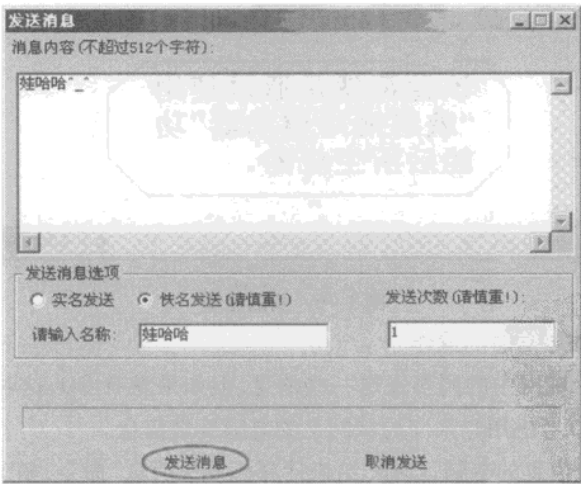 发送消息
消息内容(不超过512个字符):
娃哈哈^_^
发送消息选项
实名发送 佚名发送(请慎重!) 发送次数(请慎重!):
请输入名称: 娃哈哈 1
发送消息 取消发送